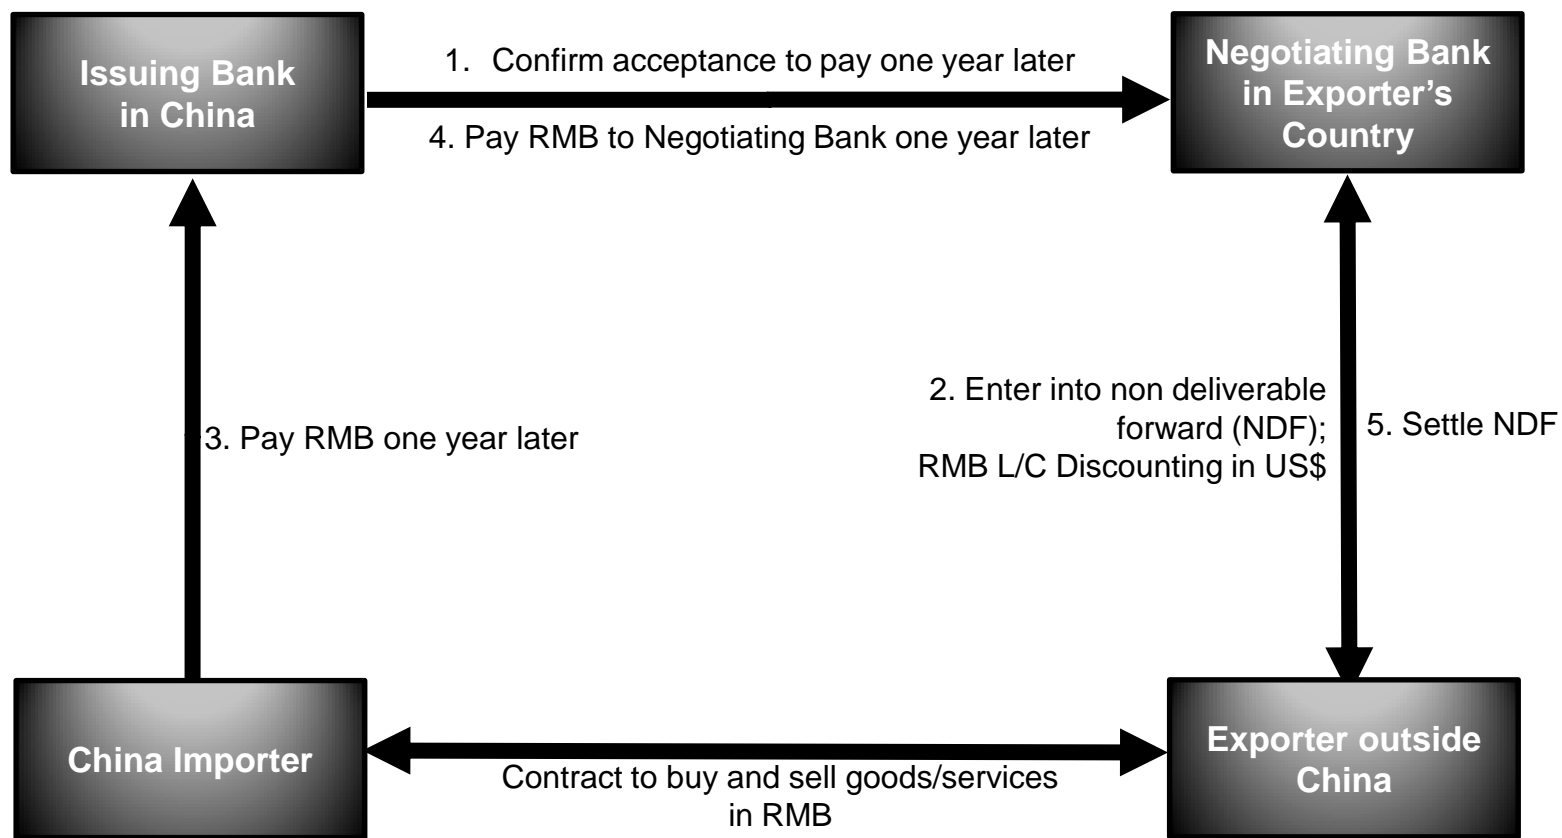 Issuing Bank
in China
1. Confirm acceptance to pay one year later
4. Pay RMB to Negotiating Bank one year later
Negotiating Bank
in Exporter's
Country
3. Pay RMB one year later
2. Enter into non deliverable
forward (NDF);
RMB L/C Discounting in US$
5. Settle NDF
China Importer
Contract to buy and sell goods/services
in RMB
Exporter outside
China